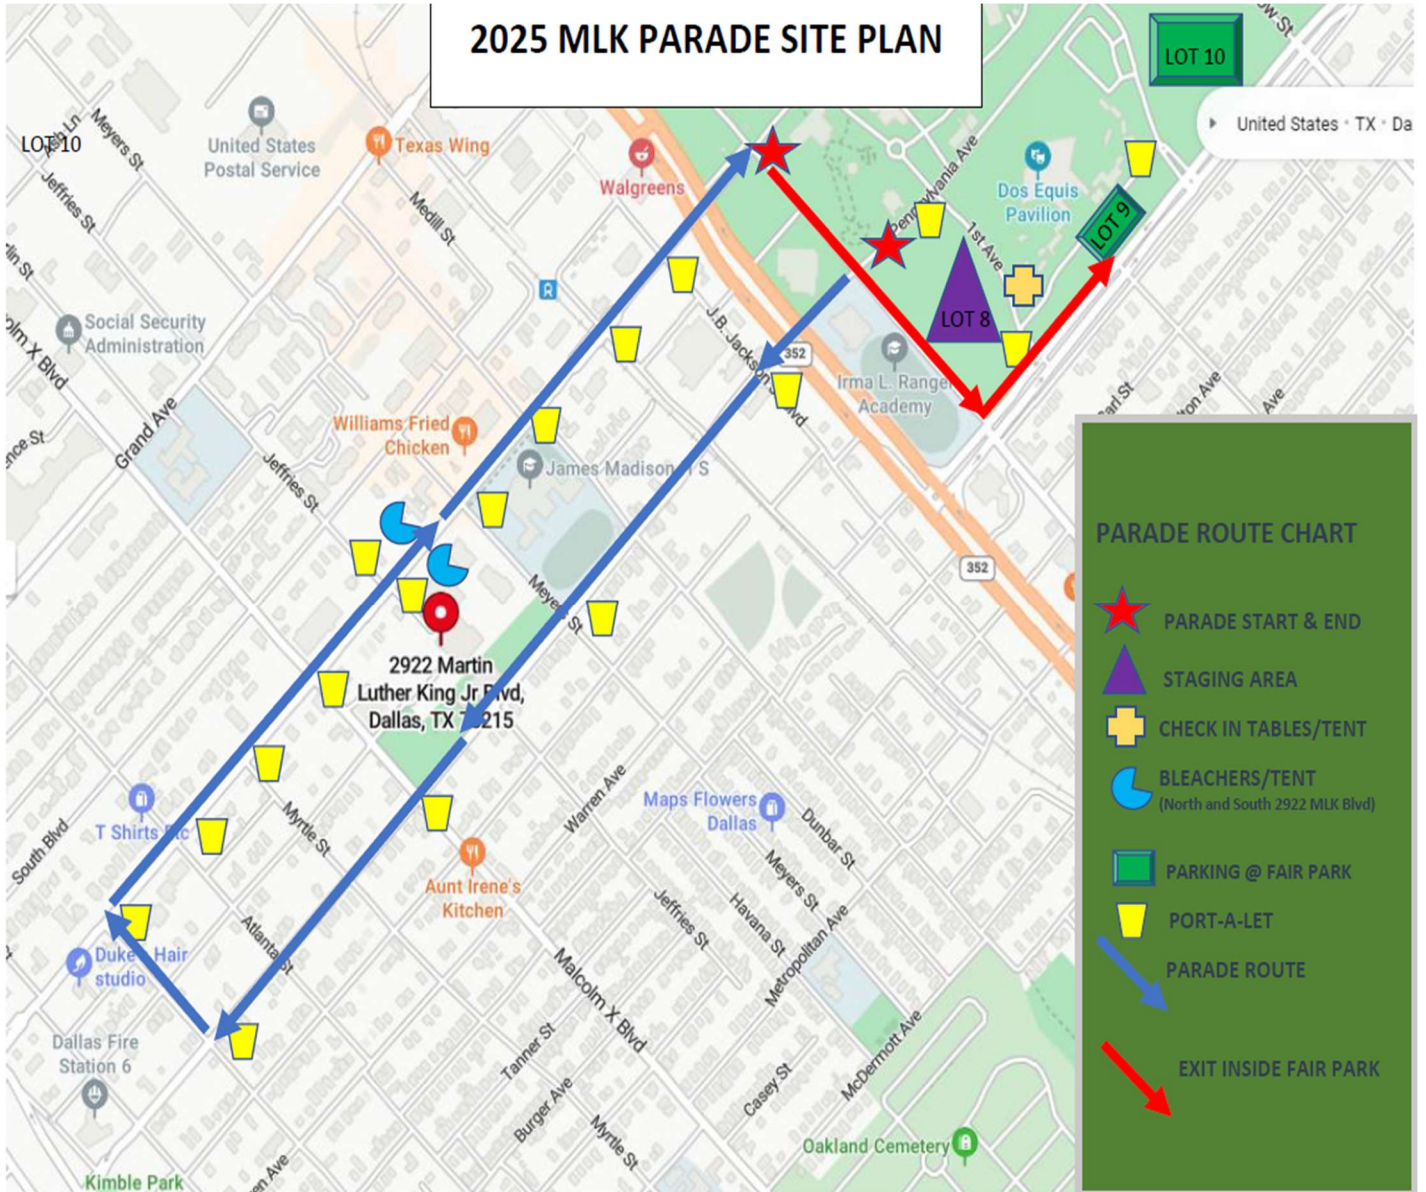 2025 MLK PARADE SITE PLAN
LOT 10
United States · TX · Da
LOT 10
Meyers St
Jeffries St
United States
Postal Service
Texas Wing
Walgreens
Medill St
Pennsylvania Ave
1st Ave
Dos Equis
Pavilion
LOT 9
LOT 8
Social Security
Administration
Grand Ave
J.B. Jackson
352
Irma L. Range
Academy
Williams Fried
Chicken
James Madison
S
Jeffries St
352
Meyers St
2922 Martin
Luther King Jr Blvd,
Dallas, TX 75215
Warren Ave
Maps Flowers
Dallas
Dunbar St
Meyers St
Havana St
Jeffries St
Metropolitan Ave
T Shirts Etc
South Blvd
Myrtle St
Aunt Irene's
Kitchen
Atlanta St
Duke Hair
studio
Malcolm X Blvd
Dallas Fire
Station 6
Tanner St
Burger Ave
Myrtle St
Casey St
McDermott Ave
Oakland Cemetery
Kimble Park
en Ave
PARADE ROUTE CHART
PARADE START & END
STAGING AREA
CHECK IN TABLES/TENT
BLEACHERS/TENT
(North and South 2922 MLK Blvd)
PARKING @ FAIR PARK
PORT-A-LET
PARADE ROUTE
EXIT INSIDE FAIR PARK